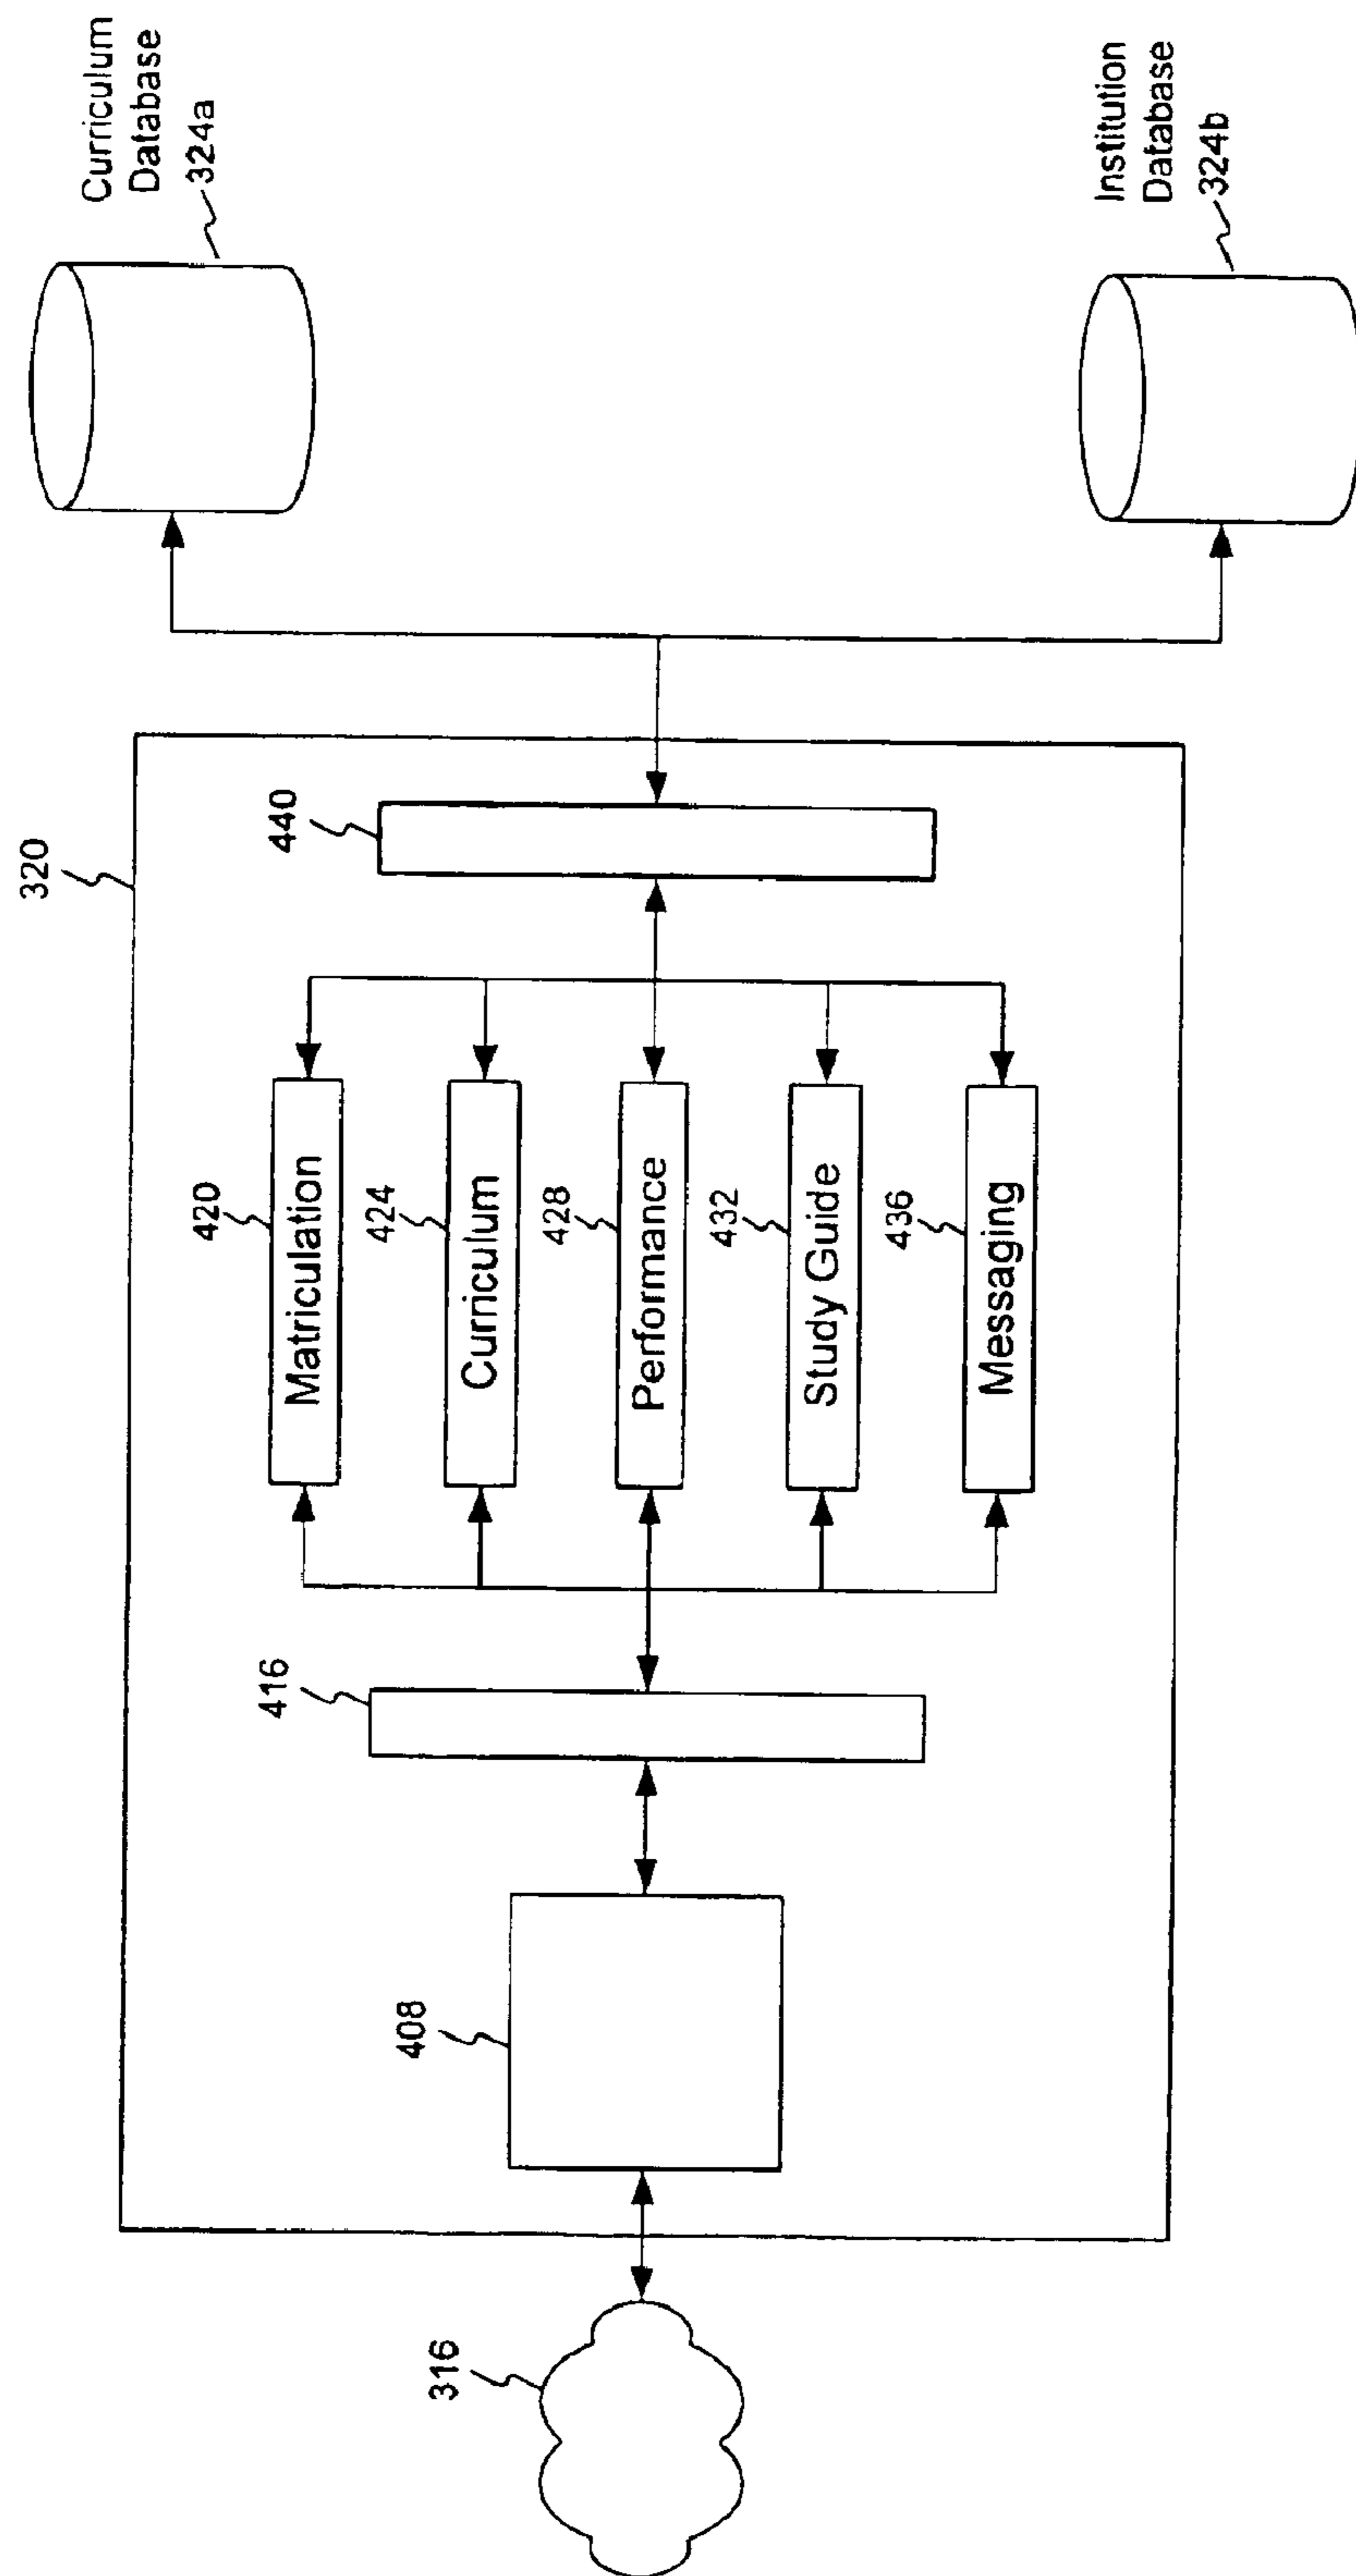 316
408
416
420
Matriculation
424
Curriculum
428
Performance
432
Study Guide
436
Messaging
440
320
Curriculum
Database
324a
Institution
Database
324b